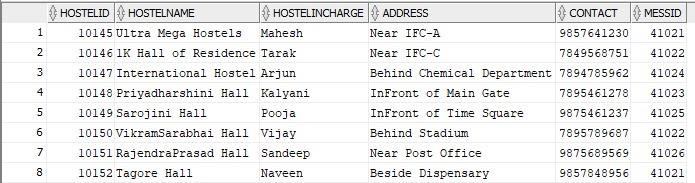 HOSTELID HOSTELNAME HOSTELINCHARGE ADDRESS CONTACT MESSID
1 10145 Ultra Mega Hostels Mahesh Near IFC-A 9857641230 41021
2 10146 1K Hall of Residence Tarak Near IFC-C 7849568751 41022
3 10147 International Hostel Arjun Behind Chemical Department 7894785962 41024
4 10148 Priyadharshini Hall Kalyani InFront of Main Gate 7895461278 41023
5 10149 Sarojini Hall Pooja InFront of Time Square 9875461237 41025
6 10150 VikramSarabhai Hall Vijay Behind Stadium 7895789687 41022
7 10151 RajendraPrasad Hall Sandeep Near Post Office 9875689569 41026
8 10152 Tagore Hall Naveen Beside Dispensary 9857848956 41021